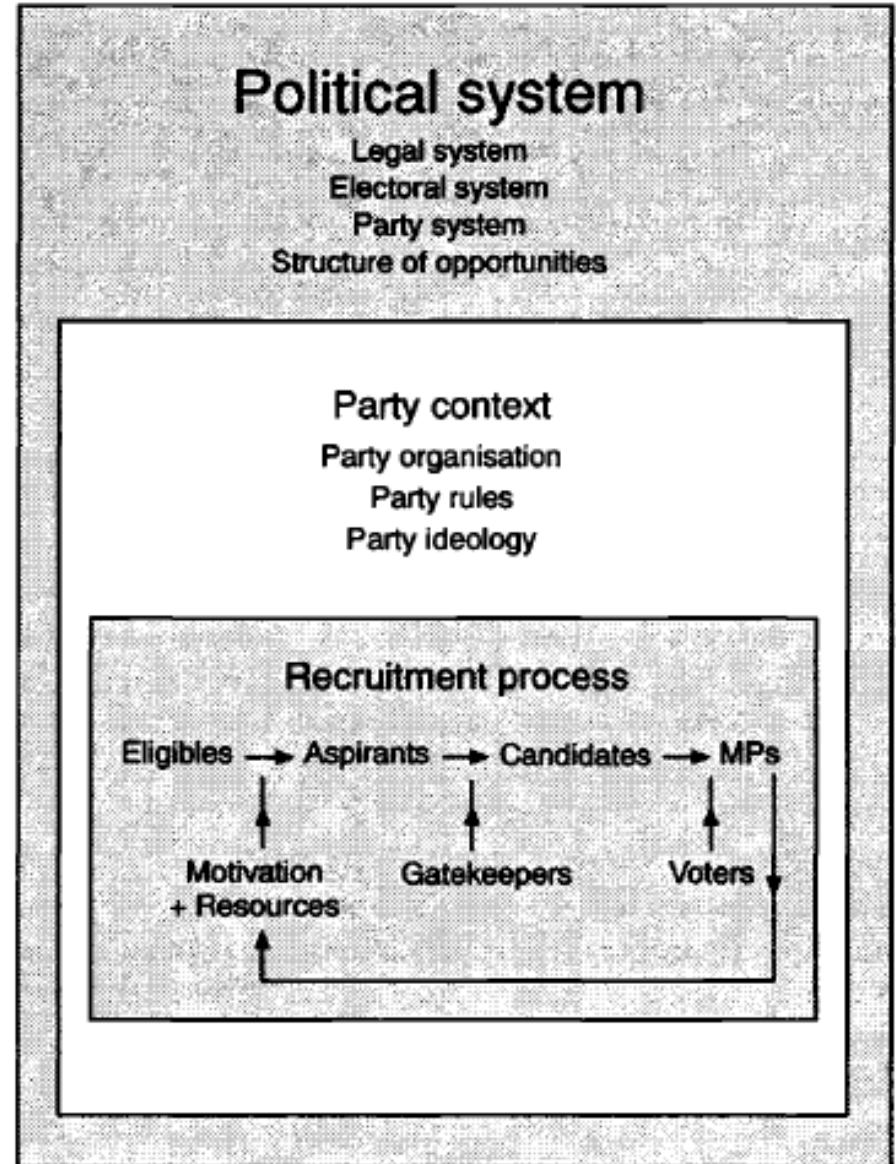 Political system
Legal system
Electoral system
Party system
Structure of opportunities
Party context
Party organisation
Party rules
Party ideology
Recruitment process
Eligibles → Aspirants → Candidates → MPs
Motivation Gatekeepers Voters
+ Resources